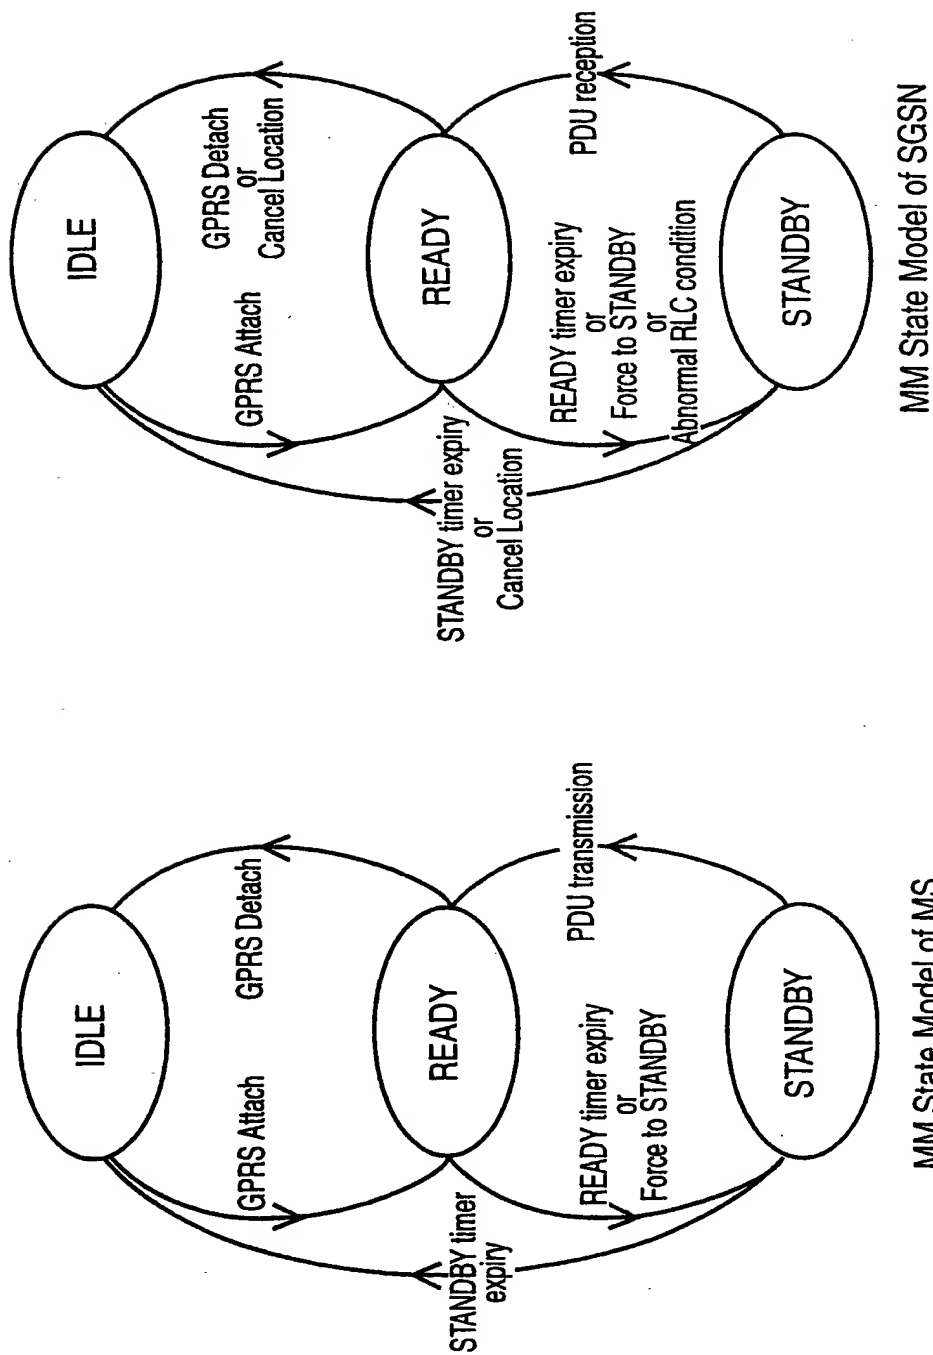 IDLE
GPRS Attach
GPRS Detach
READY
STANDBY timer
expiry
READY timer expiry
or
Force to STANDBY
PDU transmission
STANDBY
MM State Model of MS
IDLE
GPRS Attach
GPRS Detach
or
Cancel Location
READY
STANDBY timer expiry
or
Cancel Location
READY timer expiry
or
Force to STANDBY
or
Abnormal RLC condition
PDU reception
STANDBY
MM State Model of SGSN